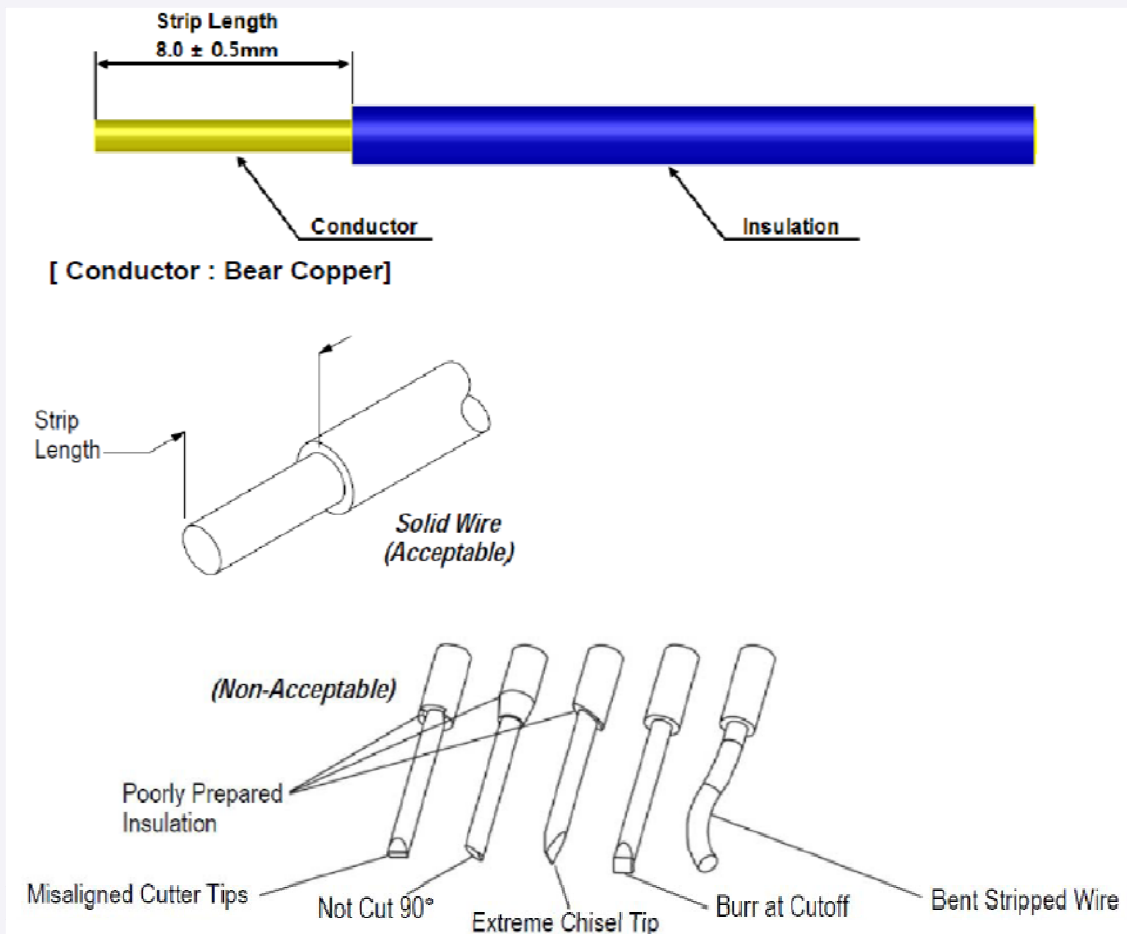 Strip Length
8.0 ± 0.5mm
Conductor
Insulation
[ Conductor : Bear Copper]
Strip
Length
Solid Wire
(Acceptable)
(Non-Acceptable)
Poorly Prepared
Insulation
Misaligned Cutter Tips
Not Cut 90°
Extreme Chisel Tip
Burr at Cutoff
Bent Stripped Wire